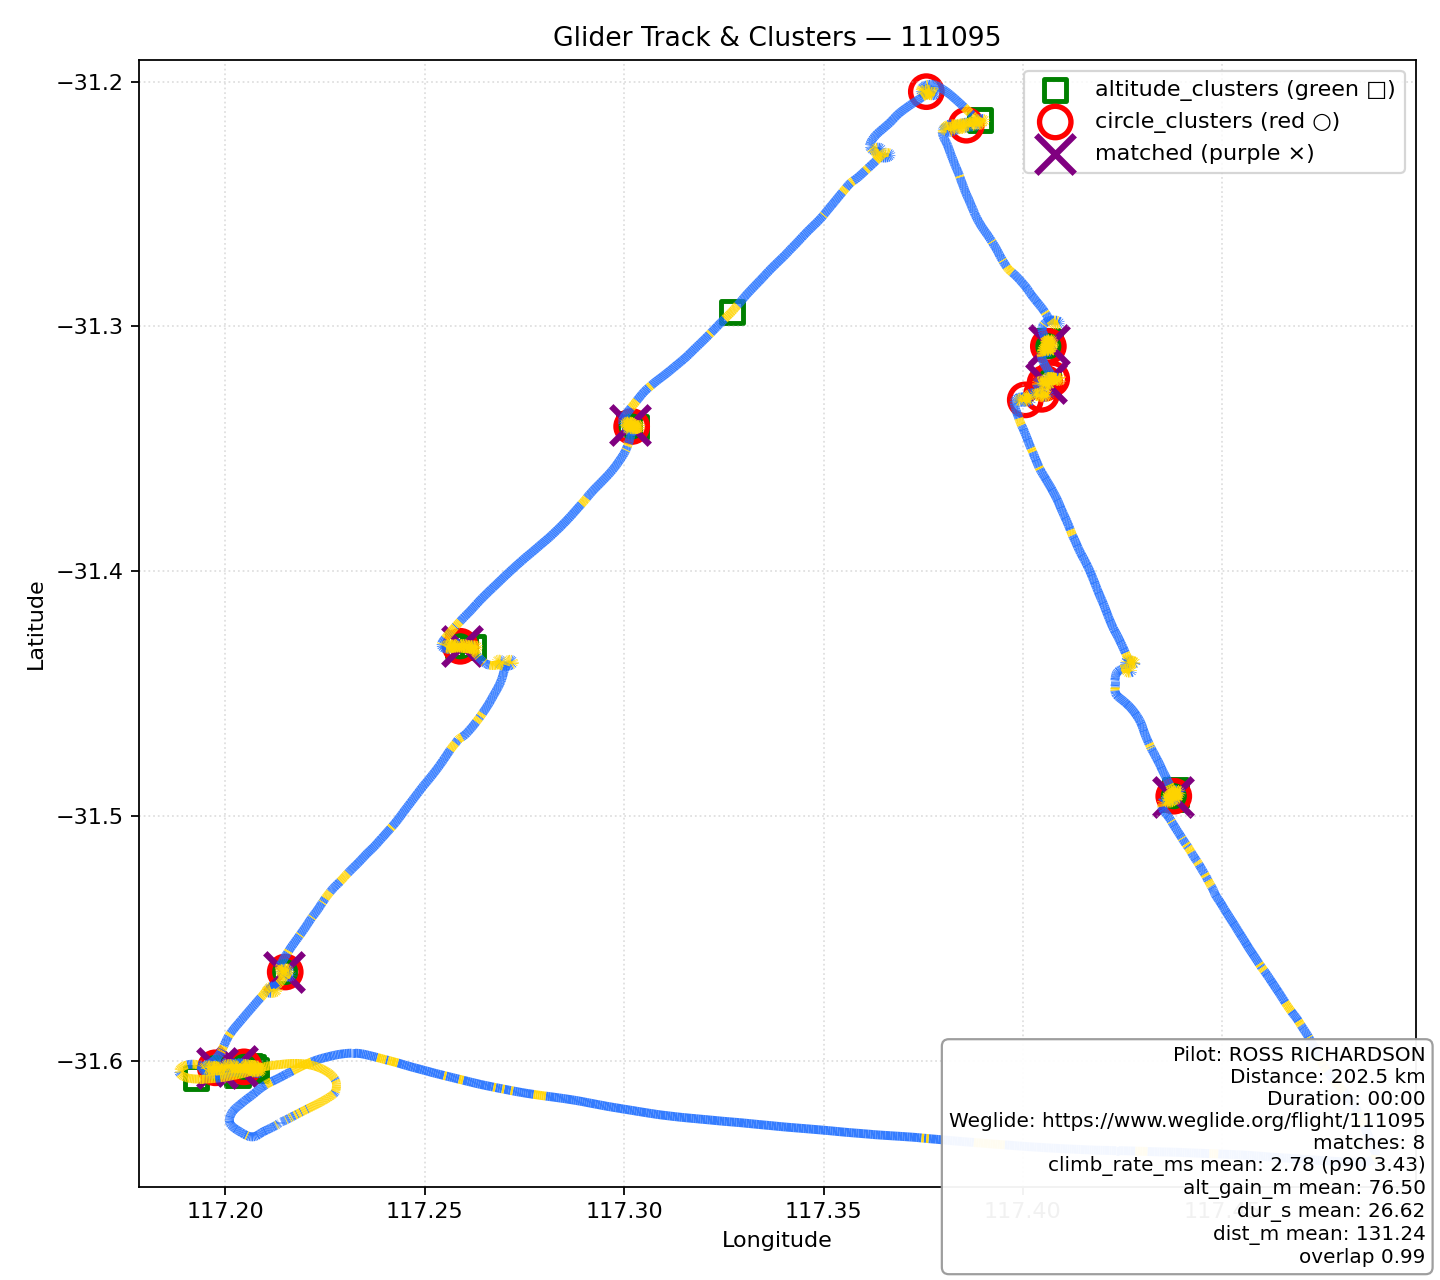 Glider Track & Clusters — 111095
altitude_clusters (green □)
circle_clusters (red ○)
matched (purple ×)
−31.2
−31.3
−31.4
−31.5
−31.6
Latitude
117.20
117.25
117.30
117.35
117.40
Longitude
Pilot: ROSS RICHARDSON
Distance: 202.5 km
Duration: 00:00
Weglide: https://www.weglide.org/flight/111095
matches: 8
climb_rate_ms mean: 2.78 (p90 3.43)
alt_gain_m mean: 76.50
dur_s mean: 26.62
dist_m mean: 131.24
overlap 0.99